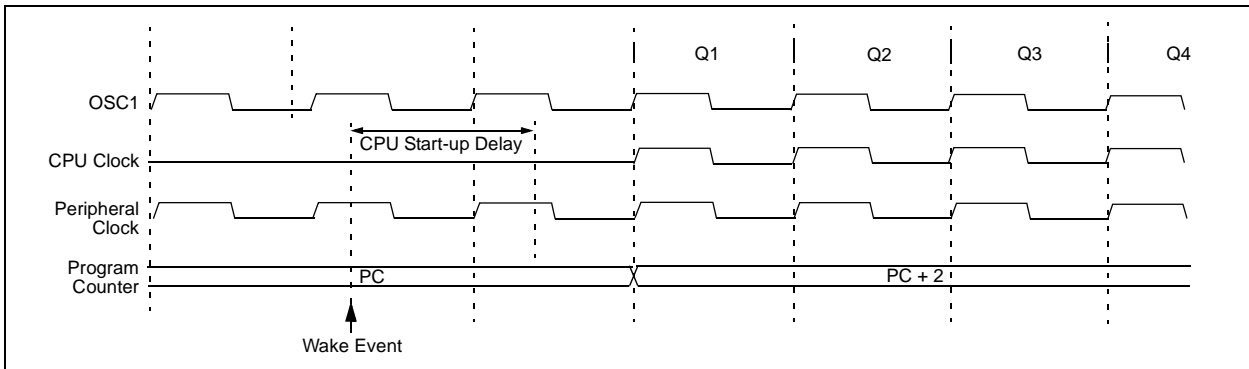 Q1 Q2 Q3 Q4
OSC1
CPU Start-up Delay
CPU Clock
Peripheral
Clock
Program
Counter
PC PC + 2
Wake Event